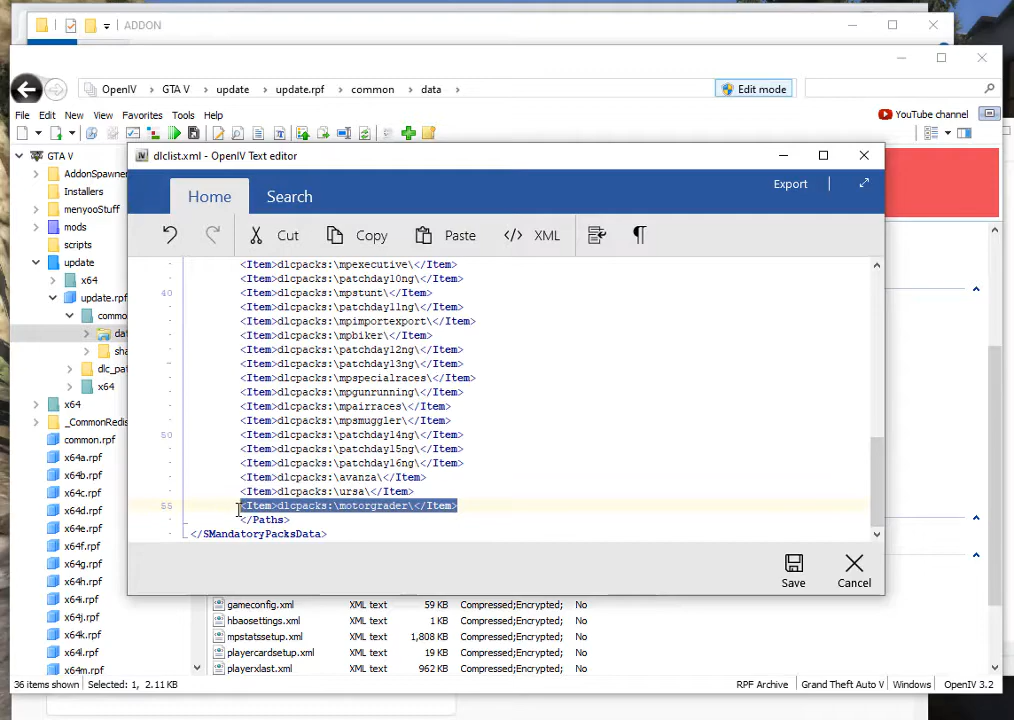 ADDON
OpenIV > GTA V > update > update.rpf > common > data >
Edit mode
File Edit New View Favorites Tools Help
YouTube channel
GTA V
AddonSpawner
Installers
menyooStuff
mods
scripts
update
x64
update.rpf
commo
dat
sha
dlc_pat
x64
x64
_CommonRedis
common.rpf
x64a.rpf
x64b.rpf
x64c.rpf
x64d.rpf
x64e.rpf
x64f.rpf
x64g.rpf
x64h.rpf
x64i.rpf
x64j.rpf
x64k.rpf
x64l.rpf
x64m.rpf
dlclist.xml - OpenIV Text editor
Home Search
Export
Cut Copy Paste </> XML
<Item>dlcpacks:\mpexecutive\</Item>
<Item>dlcpacks:\patchday10ng\</Item>
40 <Item>dlcpacks:\mpstunt\</Item>
<Item>dlcpacks:\patchday11ng\</Item>
<Item>dlcpacks:\mpimportexport\</Item>
<Item>dlcpacks:\mpbiker\</Item>
<Item>dlcpacks:\patchday12ng\</Item>
<Item>dlcpacks:\patchday13ng\</Item>
<Item>dlcpacks:\mpspecialraces\</Item>
<Item>dlcpacks:\mpgunrunning\</Item>
<Item>dlcpacks:\mpairraces\</Item>
<Item>dlcpacks:\mpsmuggler\</Item>
50 <Item>dlcpacks:\patchday14ng\</Item>
<Item>dlcpacks:\patchday15ng\</Item>
<Item>dlcpacks:\patchday16ng\</Item>
<Item>dlcpacks:\avanza\</Item>
<Item>dlcpacks:\ursa\</Item>
55 <Item>dlcpacks:\motorgrader\</Item>
</Paths>
</SMandatoryPacksData>
Save Cancel
gameconfig.xml XML text 59 KB Compressed;Encrypted; No
hbaosettings.xml XML text 1 KB Compressed;Encrypted; No
mpstatssetup.xml XML text 1,808 KB Compressed;Encrypted; No
playercardsetup.xml XML text 19 KB Compressed;Encrypted; No
playerxlast.xml XML text 962 KB Compressed;Encrypted; No
36 items shown Selected: 1, 2.11 KB
RPF Archive Grand Theft Auto V Windows OpenIV 3.2